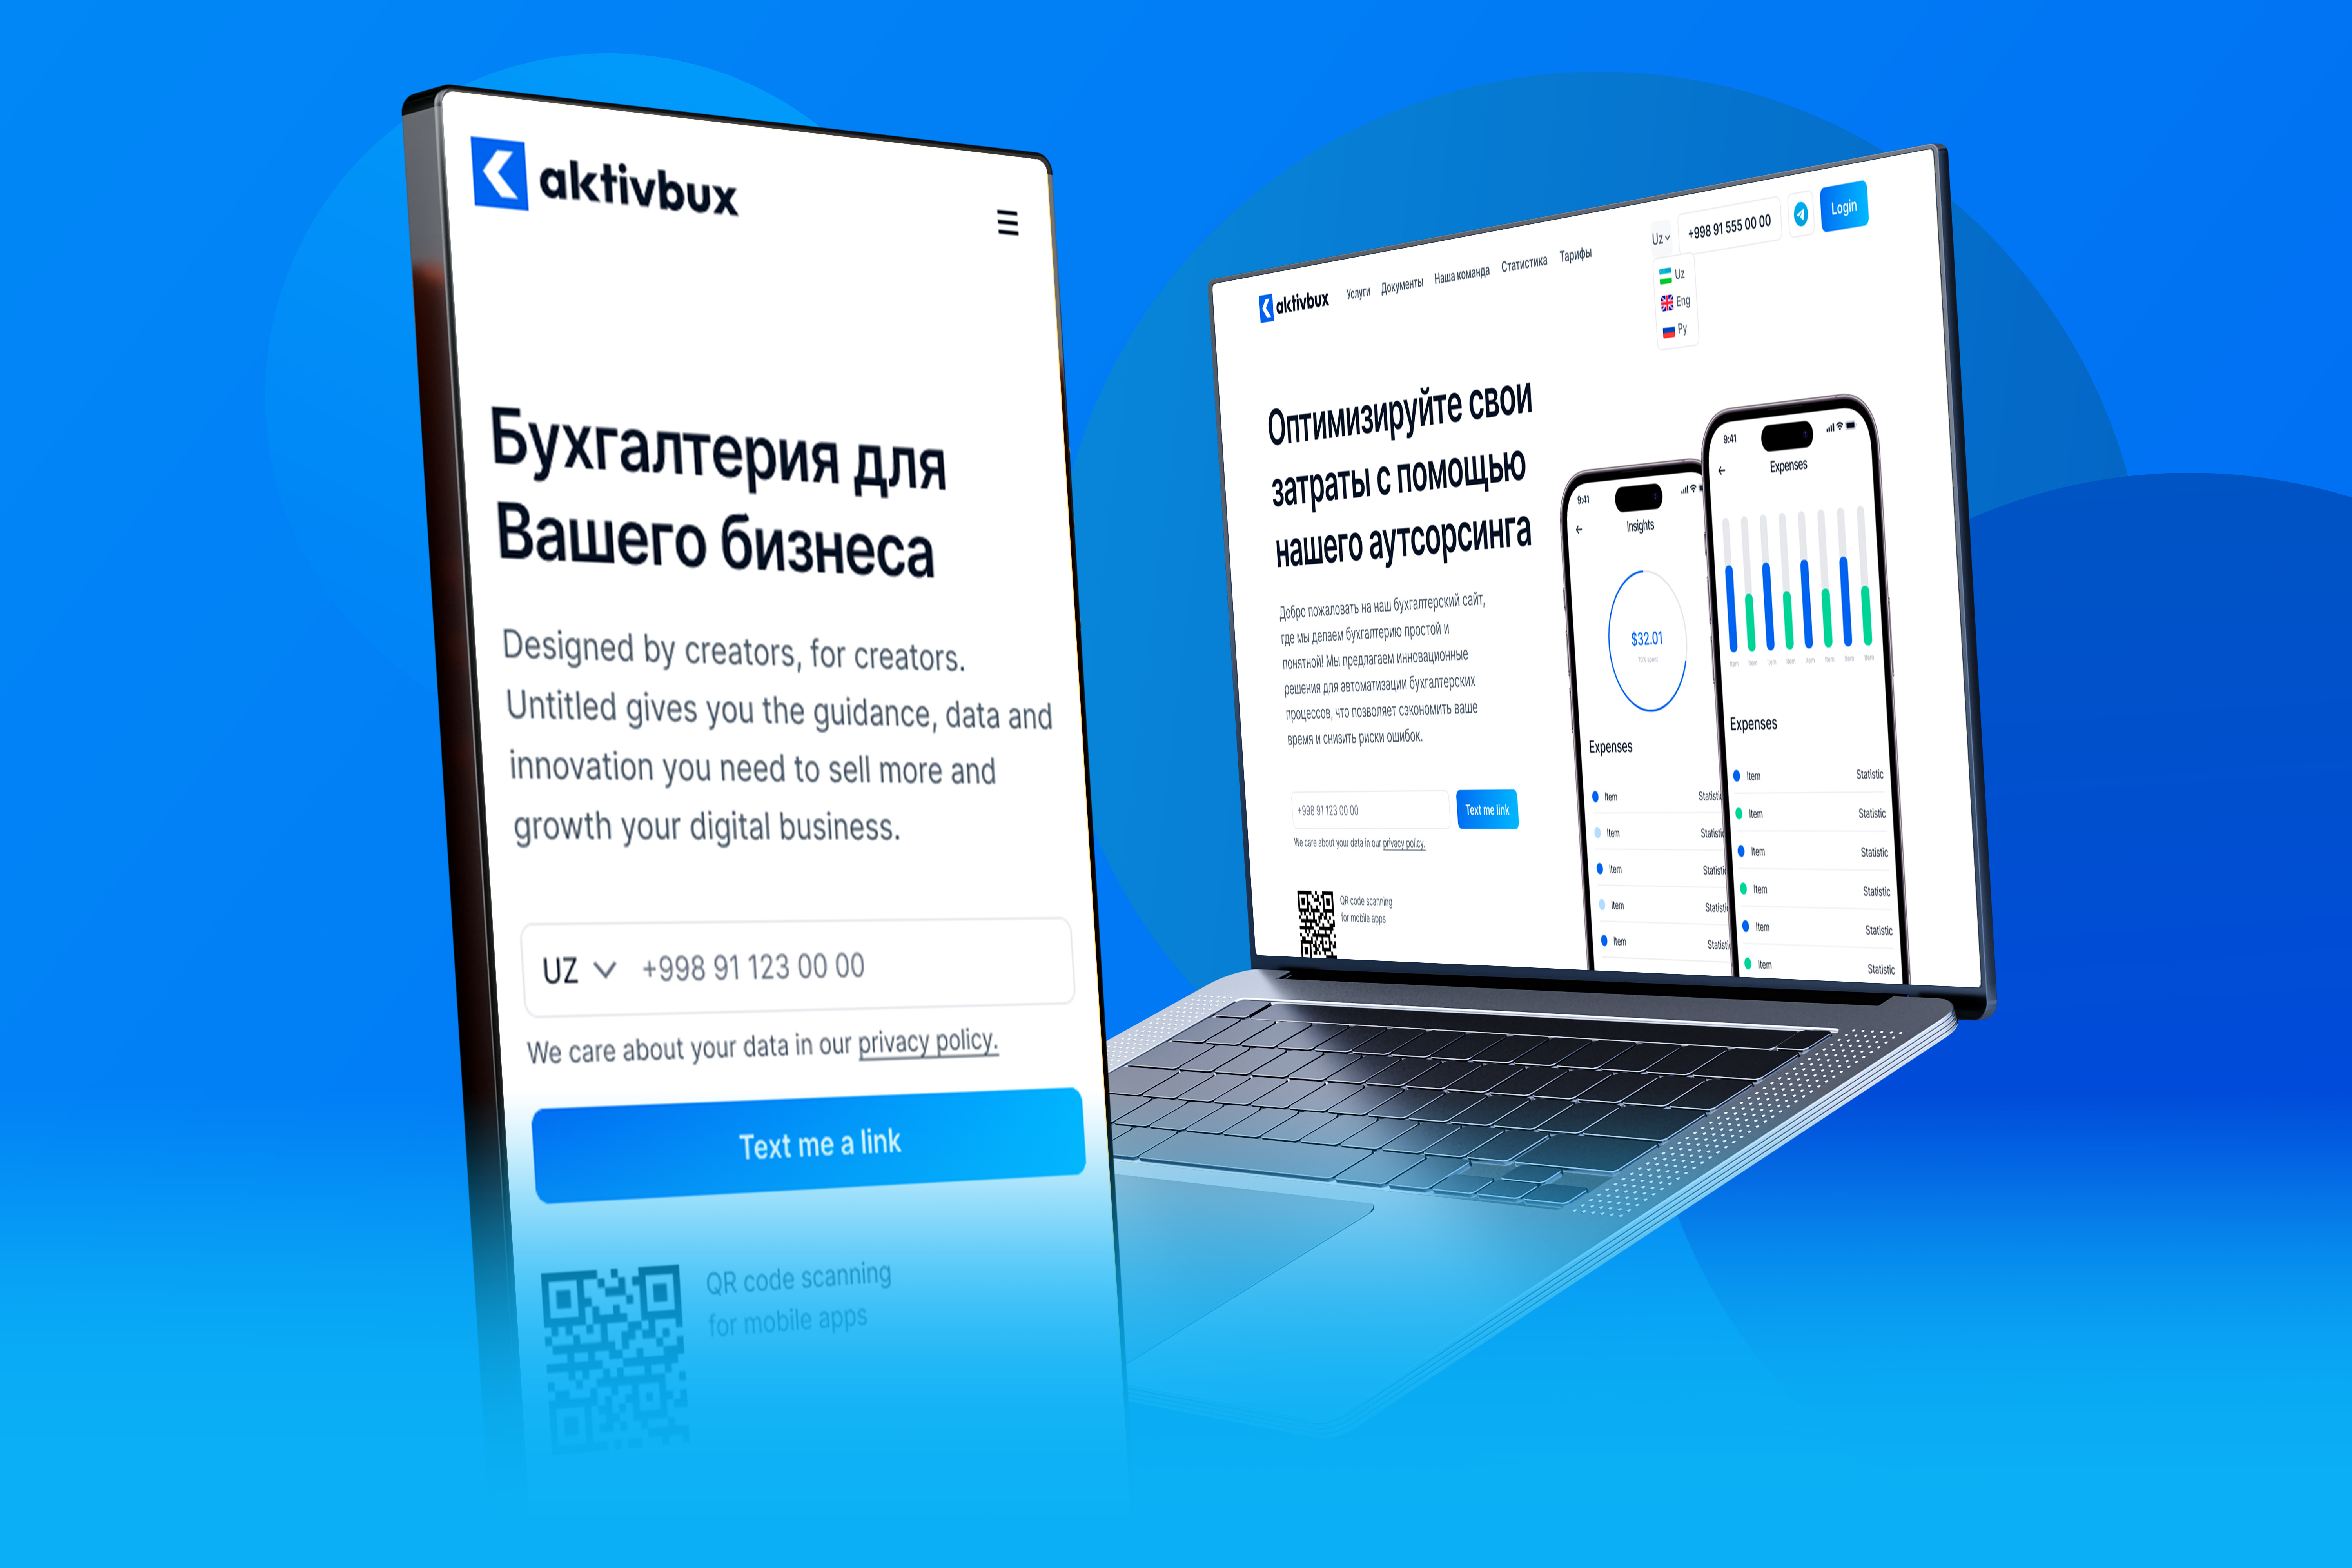 aktivbux
Бухгалтерия для
Вашего бизнеса
Designed by creators, for creators.
Untitled gives you the guidance, data and
innovation you need to sell more and
growth your digital business.
UZ +998 91 123 00 00
We care about your data in our privacy policy.
Text me a link
QR code scanning
for mobile apps
aktivbux Услуги Документы Наша команда Статистика Тарифы Uz +998 91 555 00 00 Login
Uz
Eng
Ру
Оптимизируйте свои
затраты с помощью
нашего аутсорсинга
Добро пожаловать на наш бухгалтерский сайт,
где мы делаем бухгалтерию простой и
понятной! Мы предлагаем инновационные
решения для автоматизации бухгалтерских
процессов, что позволяет сэкономить ваше
время и снизить риски ошибок.
+998 91 123 00 00 Text me link
We care about your data in our privacy policy.
QR code scanning
for mobile apps
9:41
Insights
$32.01
70% spent
Expenses
Item Statistic
Item Statistic
Item Statistic
Item Statistic
Item Statistic
9:41
Expenses
Item Item Item Item Item Item Item Item
Expenses
Item Statistic
Item Statistic
Item Statistic
Item Statistic
Item Statistic
Item Statistic